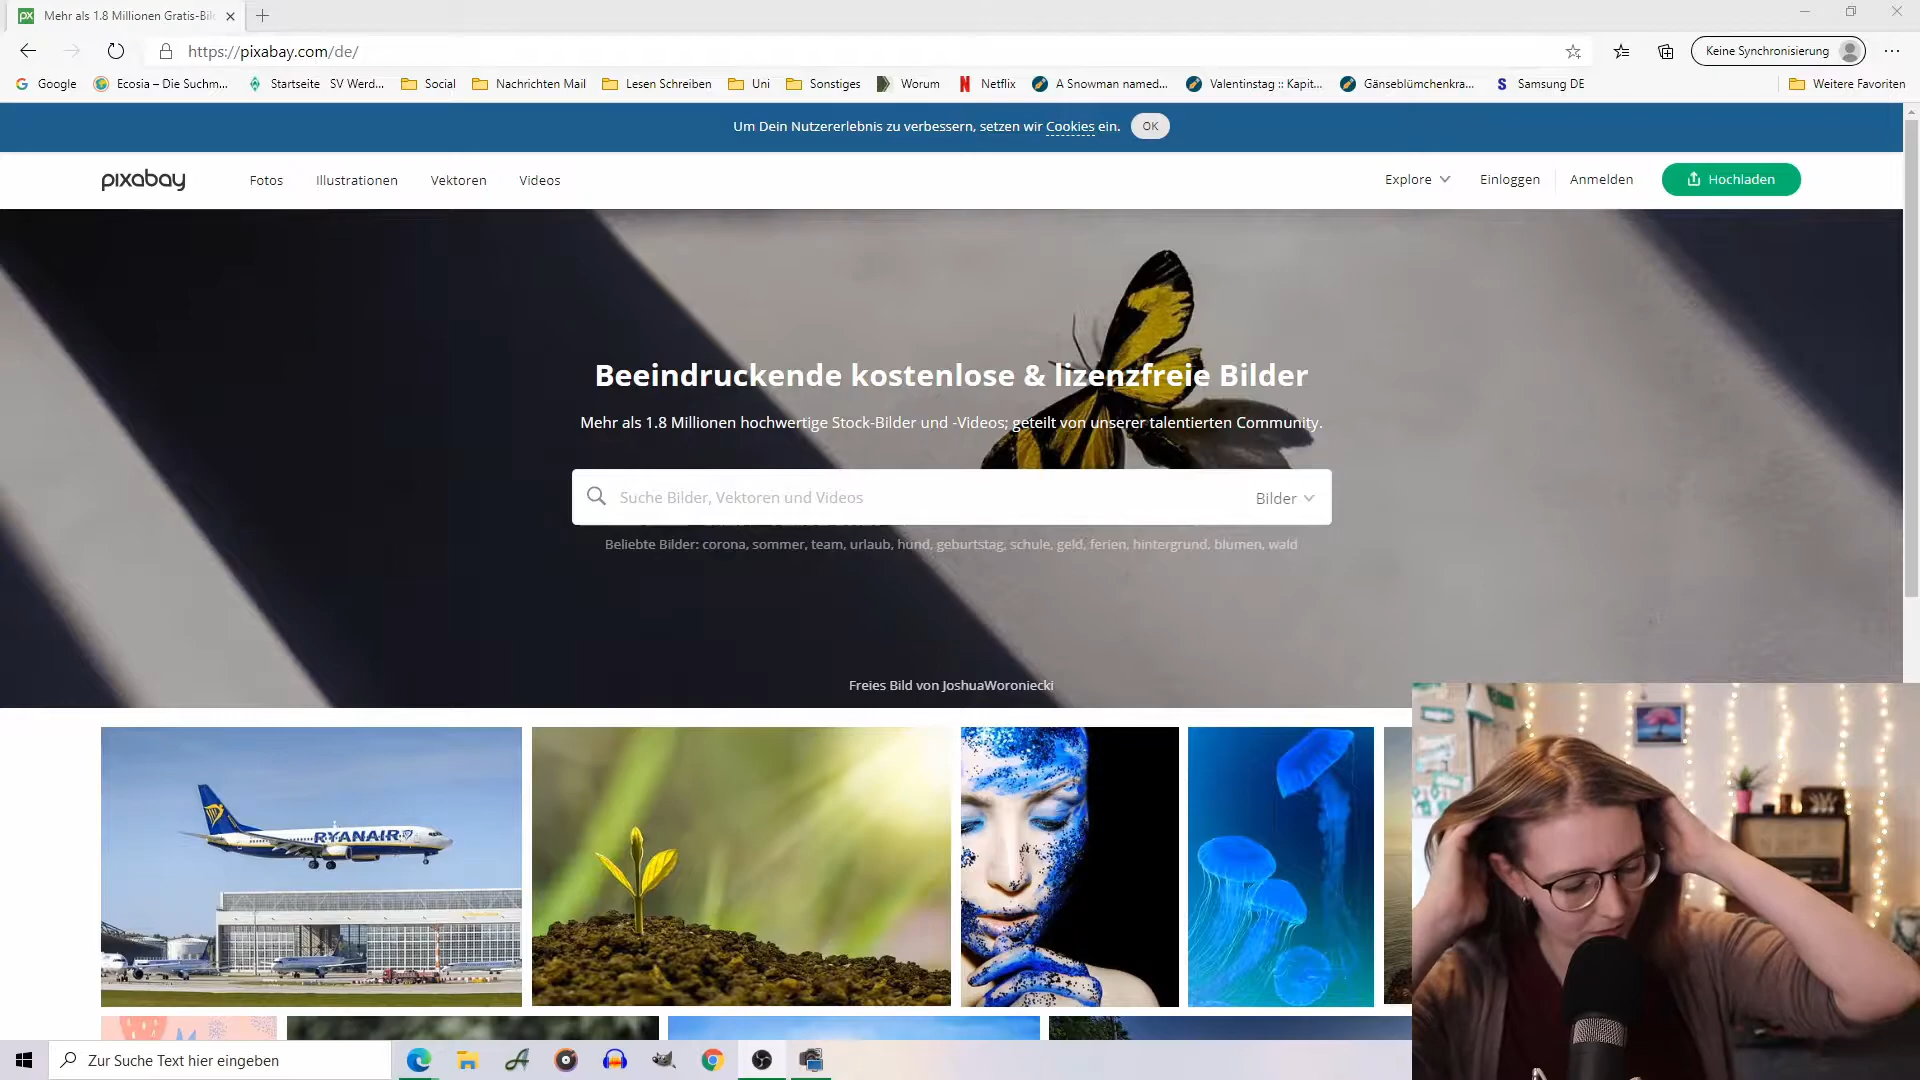 Mehr als 1.8 Millionen Gratis-Bil
https://pixabay.com/de/
Keine Synchronisierung
Google
Ecosia – Die Suchm...
Startseite SV Werd...
Social
Nachrichten Mail
Lesen Schreiben
Uni
Sonstiges
Worum
Netflix
A Snowman named...
Valentinstag :: Kapit...
Gänseblümchenkra...
S Samsung DE
Weitere Favoriten
Um Dein Nutzererlebnis zu verbessern, setzen wir Cookies ein. OK
pixabay
Fotos
Illustrationen
Vektoren
Videos
Explore
Einloggen
Anmelden
Hochladen
Beeindruckende kostenlose & lizenzfreie Bilder
Mehr als 1.8 Millionen hochwertige Stock-Bilder und -Videos; geteilt von unserer talentierten Community.
Suche Bilder, Vektoren und Videos
Bilder
Beliebte Bilder: corona, sommer, team, urlaub, hund, geburtstag, schule, geld, ferien, hintergrund, blumen, wald
Freies Bild von JoshuaWoroniecki
RYANAIR
Zur Suche Text hier eingeben